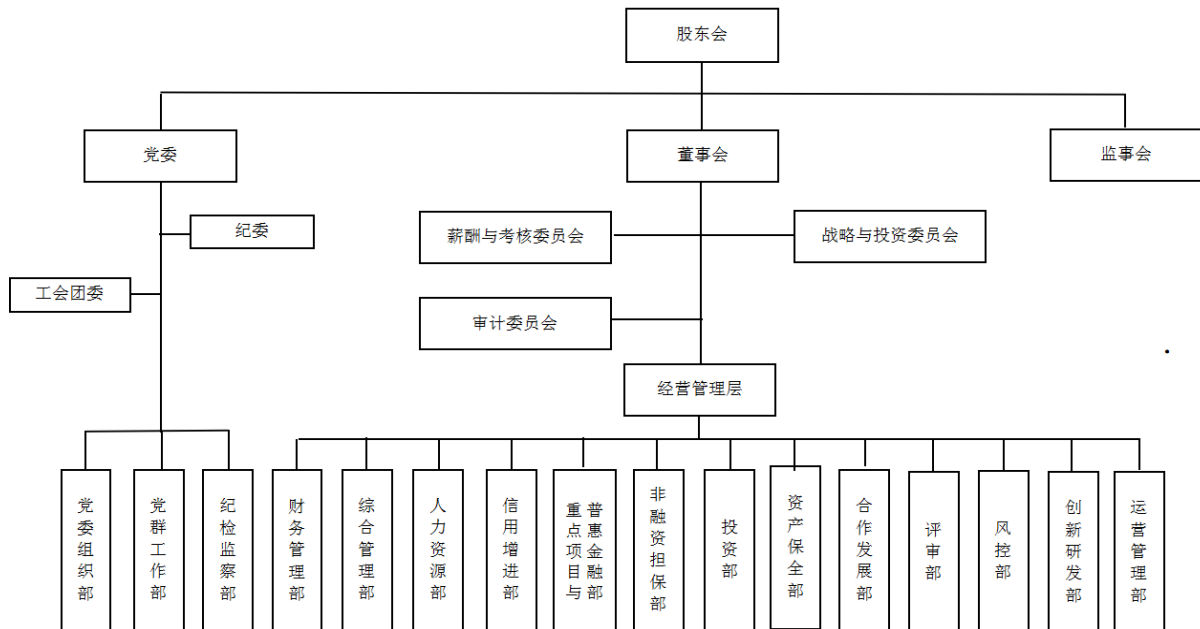 股东会
党委
董事会
监事会
纪委
薪酬与考核委员会
战略与投资委员会
工会团委
审计委员会
经营管理层
党委组织部
党群工作部
纪检监察部
财务管理部
综合管理部
人力资源部
信用增进部
重点项目与
普惠金融部
非融资担保部
投资部
资产保全部
合作发展部
评审部
风控部
创新研发部
运营管理部